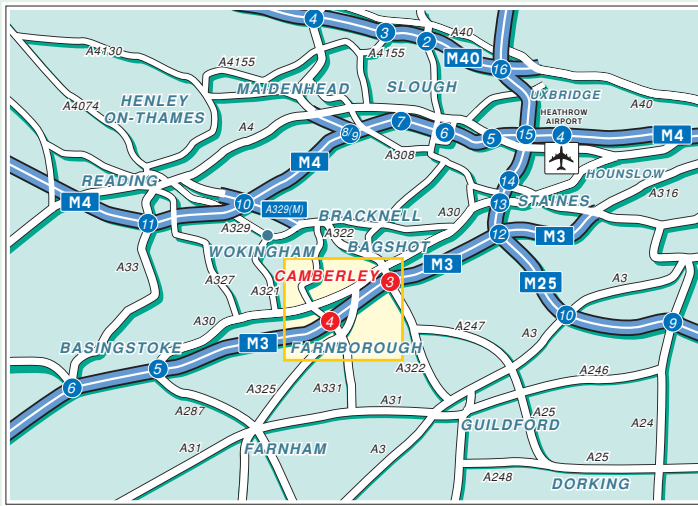 4
3
2
A40
A4130
A4155
A4155
M40
16
MAIDENHEAD
SLOUGH
UXBRIDGE
A4074
HENLEY
ON-THAMES
A40
HEATHROW
AIRPORT
A4
8/9
7
6
5
15
4
M4
M4
A308
HOUNSLOW
READING
14
A316
M4
10
A329(M)
13
STAINES
11
A329
BRACKNELL
A30
A322
12
M3
WOKINGHAM
BAGSHOT
A33
A327
CAMBERLEY
3
M3
M25
A3
A321
A30
4
10
9
A247
A3
BASINGSTOKE
M3
FARNBOROUGH
5
A322
A246
6
A325
A331
A31
A287
A25
A24
GUILDFORD
A31
FARNHAM
A3
A25
A248
DORKING